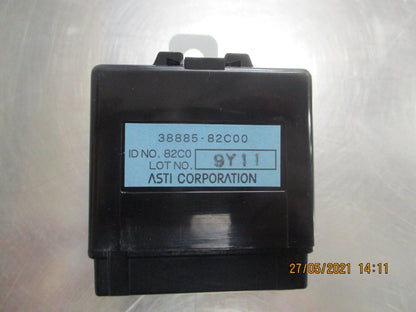 38885-82C00
ID NO. 82C0
LOT NO. 9Y11
ASTI CORPORATION
27/05/2021 14:11